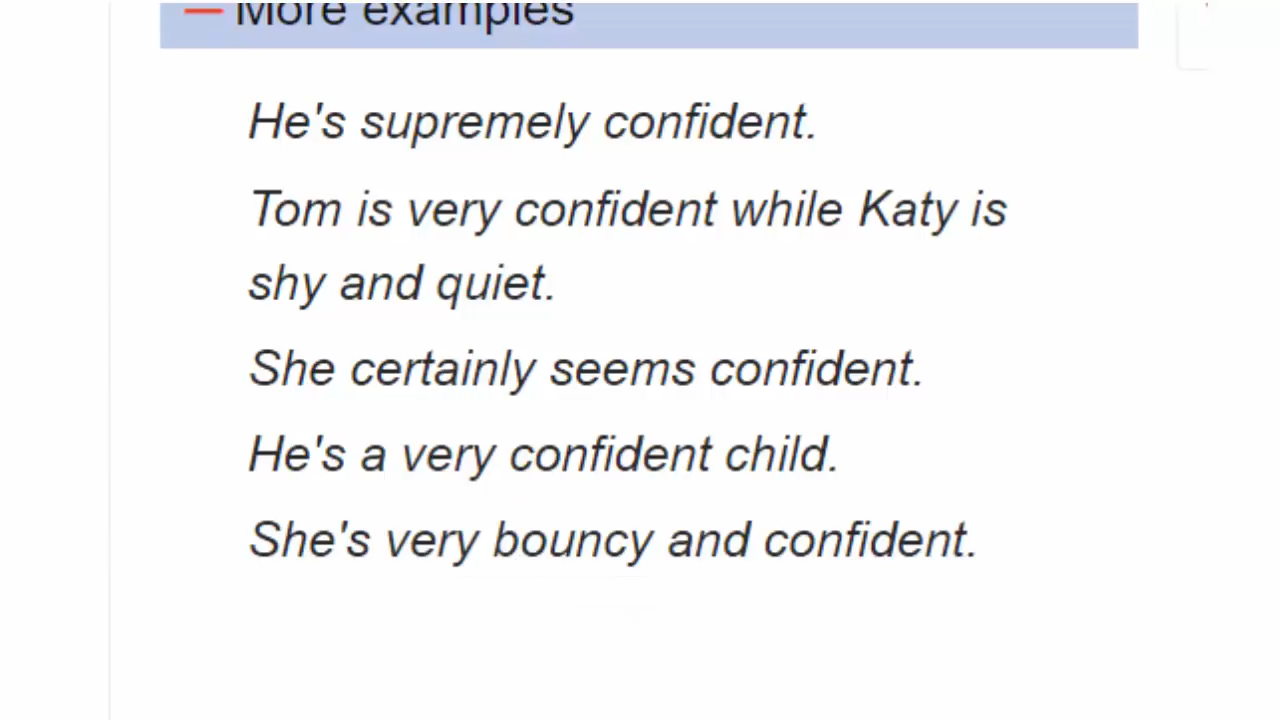 — More examples
He's supremely confident.
Tom is very confident while Katy is
shy and quiet.
She certainly seems confident.
He's a very confident child.
She's very bouncy and confident.